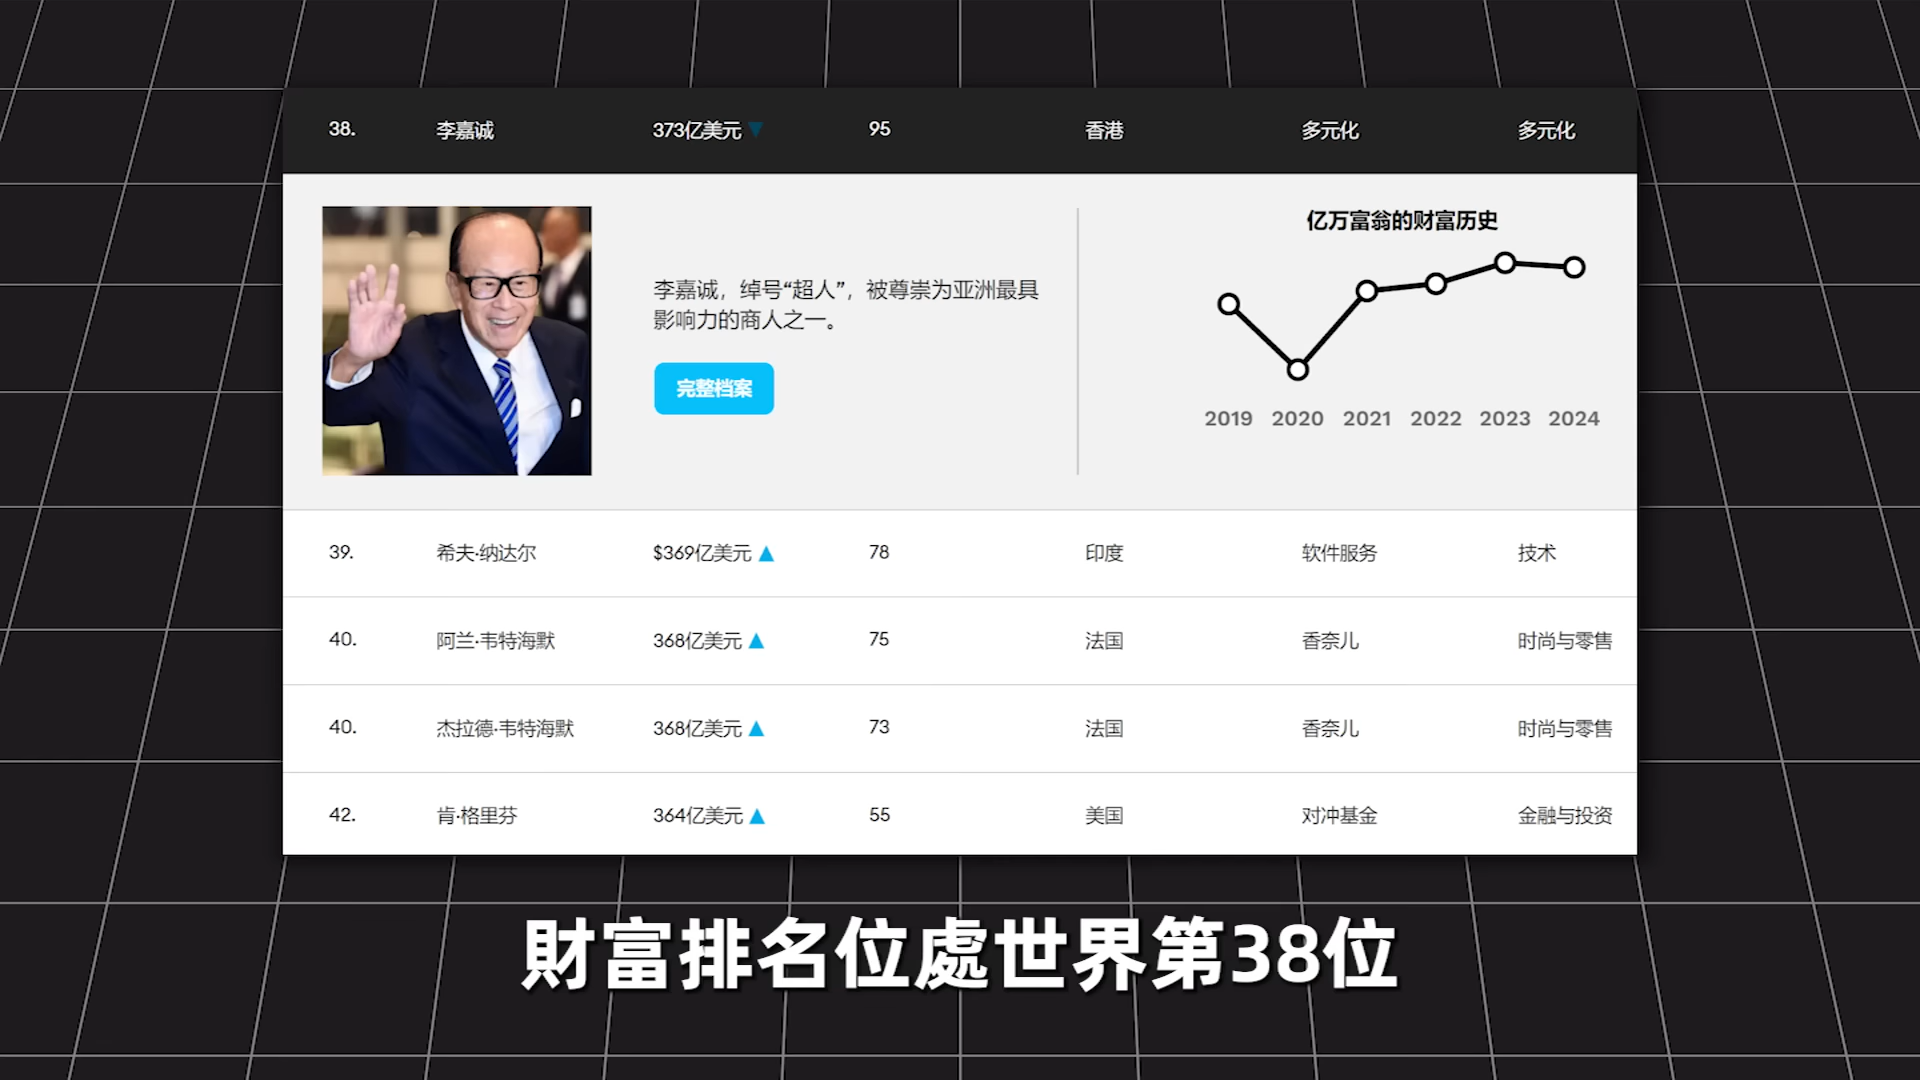 38. 李嘉诚 373亿美元 95 香港 多元化 多元化
李嘉诚，绰号“超人”，被尊崇为亚洲最具
影响力的商人之一。
完整档案
亿万富翁的财富历史
2019 2020 2021 2022 2023 2024
39. 希夫·纳达尔 $369亿美元 78 印度 软件服务 技术
40. 阿兰·韦特海默 368亿美元 75 法国 香奈儿 时尚与零售
40. 杰拉德·韦特海默 368亿美元 73 法国 香奈儿 时尚与零售
42. 肯·格里芬 364亿美元 55 美国 对冲基金 金融与投资
財富排名位處世界第38位